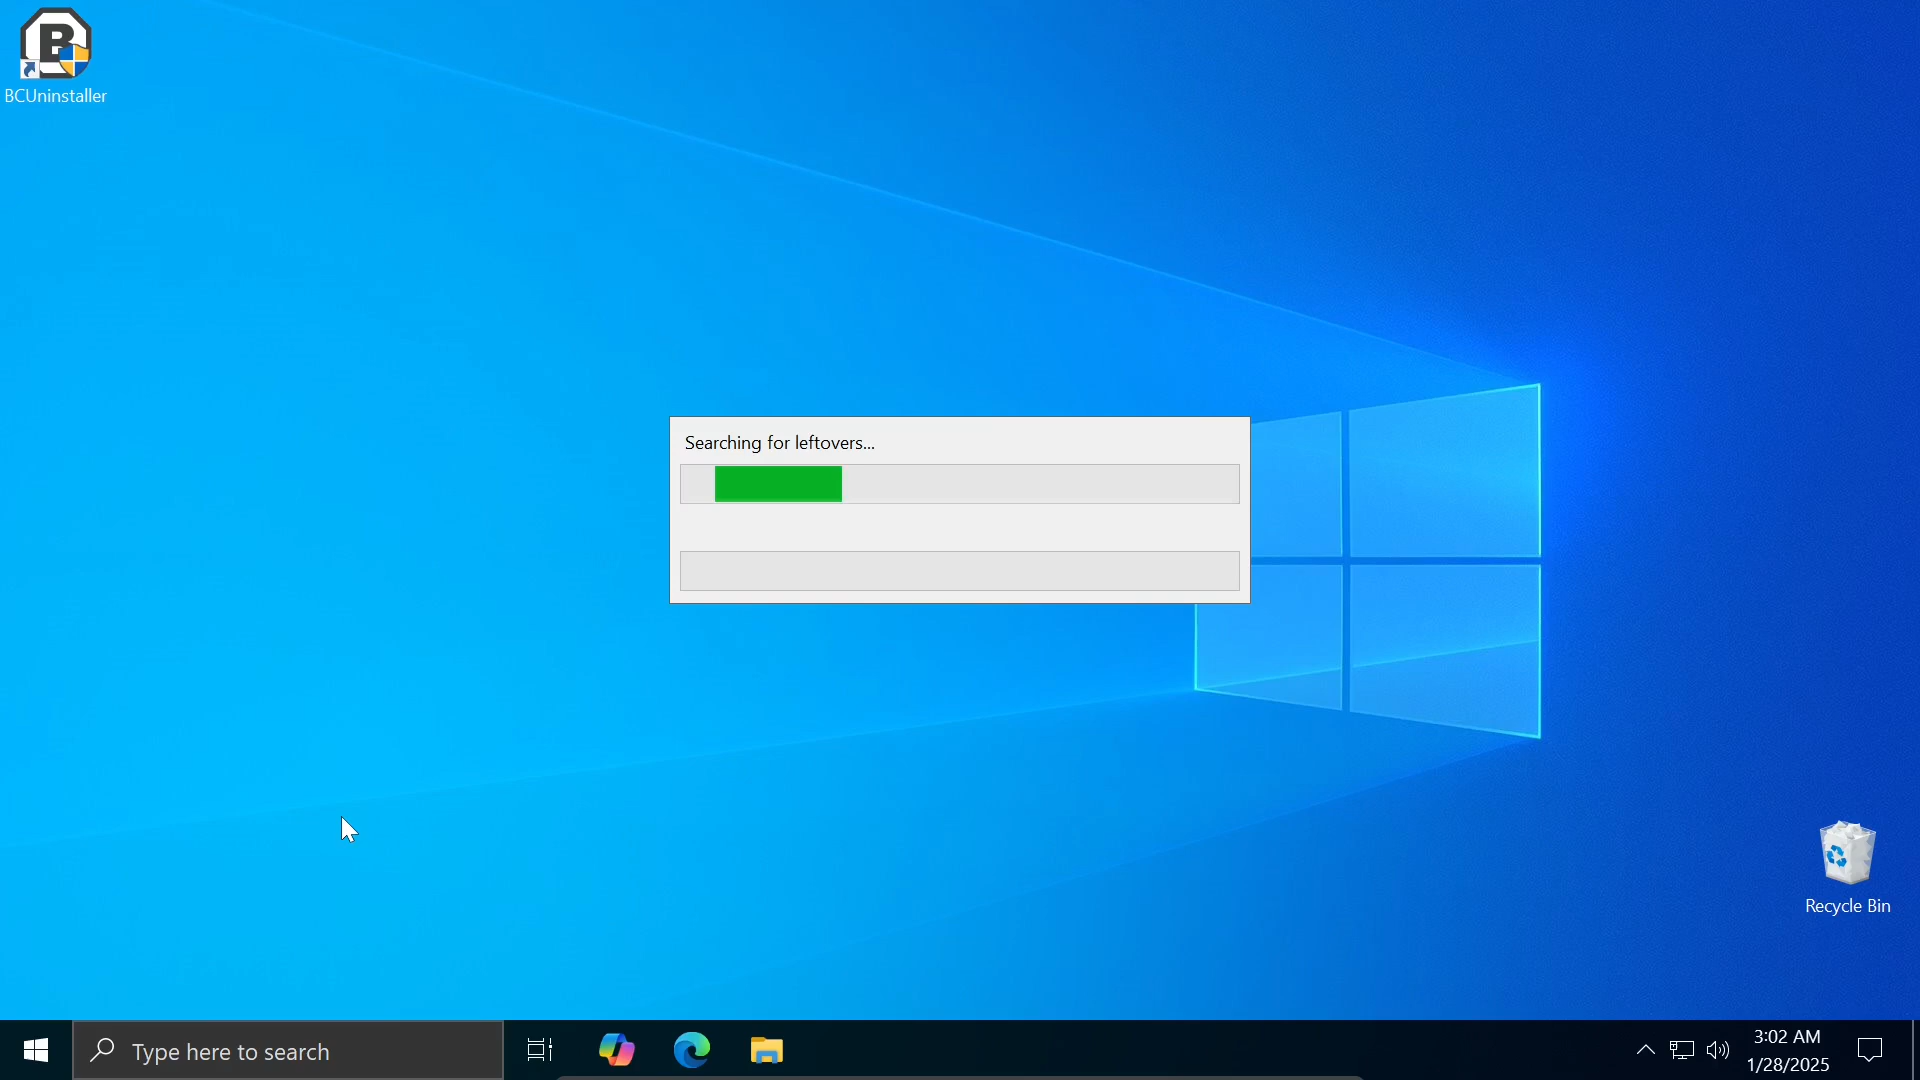 B
BCUninstaller
Searching for leftovers...
Recycle Bin
Type here to search
3:02 AM
1/28/2025